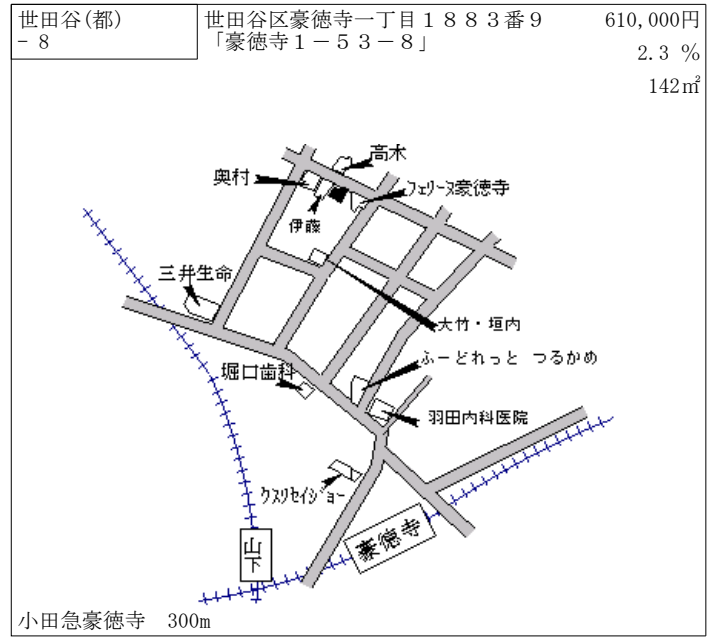 世田谷(都)
－８
世田谷区豪徳寺一丁目１８８３番９
「豪徳寺１－５３－８」
610,000円
2.3 %
142㎡
高木
奥村
ﾌｪﾘｰﾇ豪徳寺
伊藤
三井生命
大竹・垣内
ふーどれっと つるかめ
堀口歯科
羽田内科医院
ｸｽﾘｾｲｼﾞｮｰ
豪徳寺
山下
小田急豪徳寺 300m